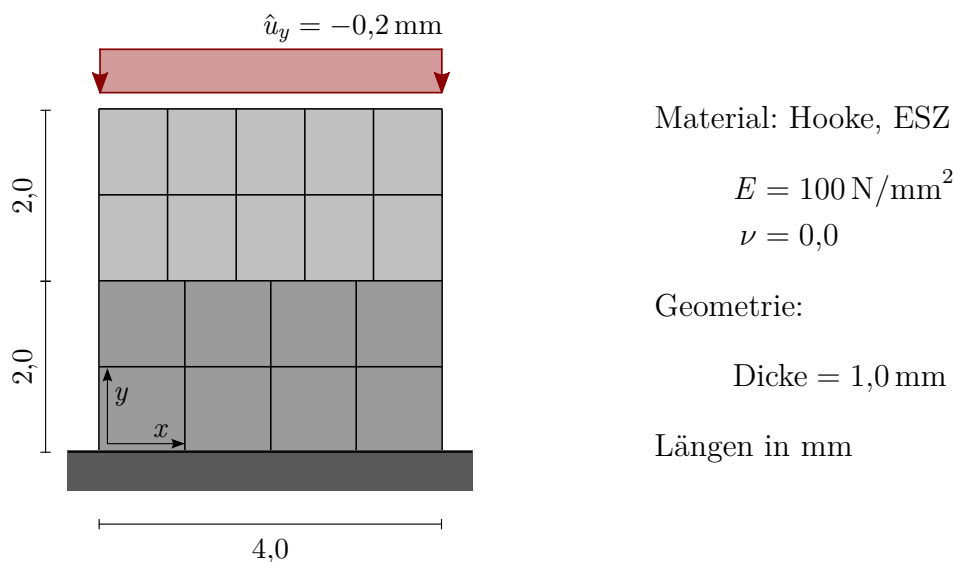 û_y = −0,2 mm
Material: Hooke, ESZ
E = 100 N/mm²
ν = 0,0
Geometrie:
Dicke = 1,0 mm
Längen in mm
2,0
2,0
y
x
4,0